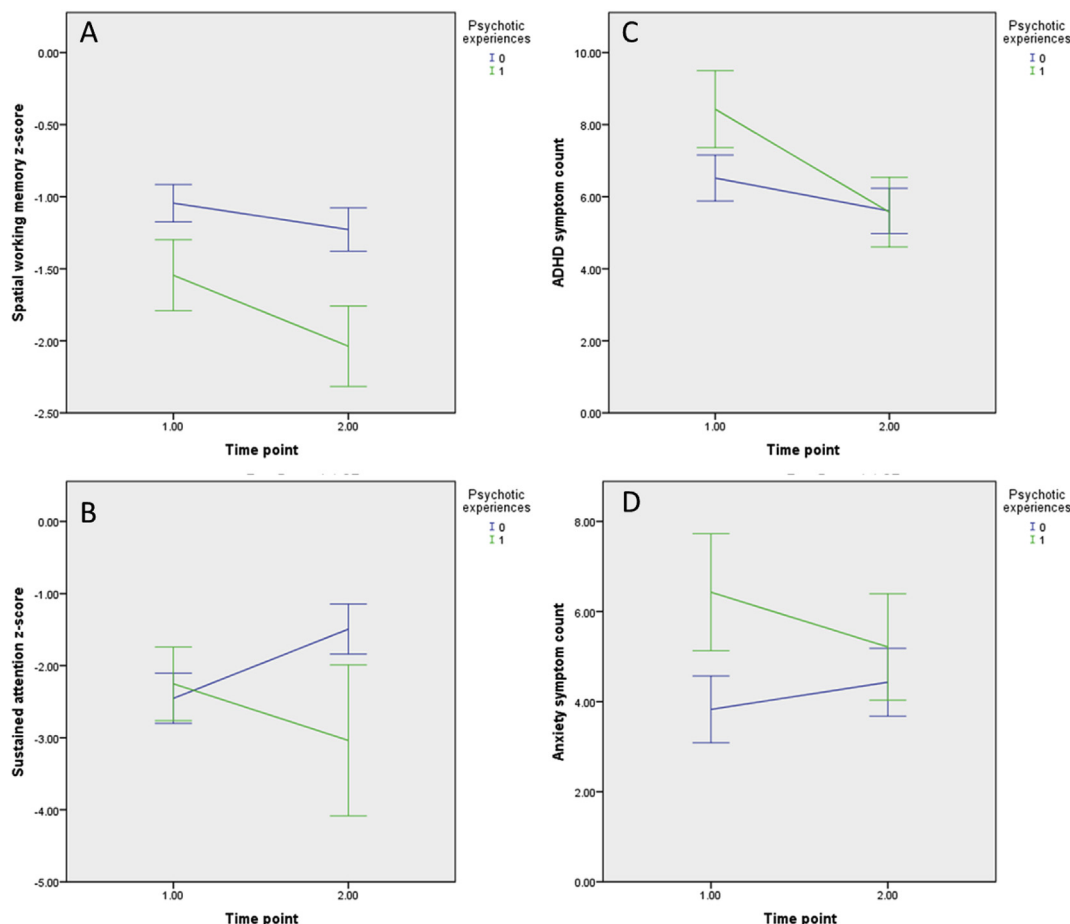 A
Psychotic
experiences
0
1
0.00
-0.50
-1.00
-1.50
-2.00
-2.50
Spatial working memory z-score
1.00
2.00
Time point
C
Psychotic
experiences
0
1
10.00
8.00
6.00
4.00
2.00
0.00
ADHD symptom count
1.00
2.00
Time point
B
Psychotic
experiences
0
1
0.00
-1.00
-2.00
-3.00
-4.00
-5.00
Sustained attention z-score
1.00
2.00
Time point
D
Psychotic
experiences
0
1
8.00
6.00
4.00
2.00
0.00
Anxiety symptom count
1.00
2.00
Time point